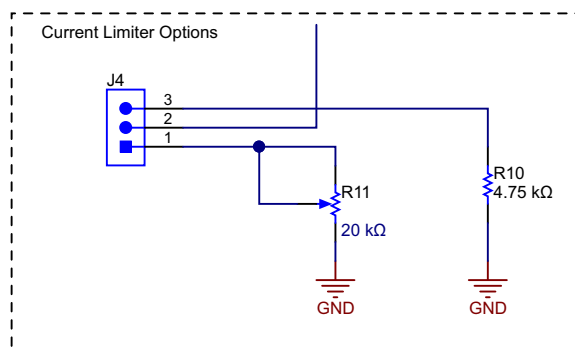 Current Limiter Options
J4
3
2
1
R11
20 kΩ
GND
R10
4.75 kΩ
GND